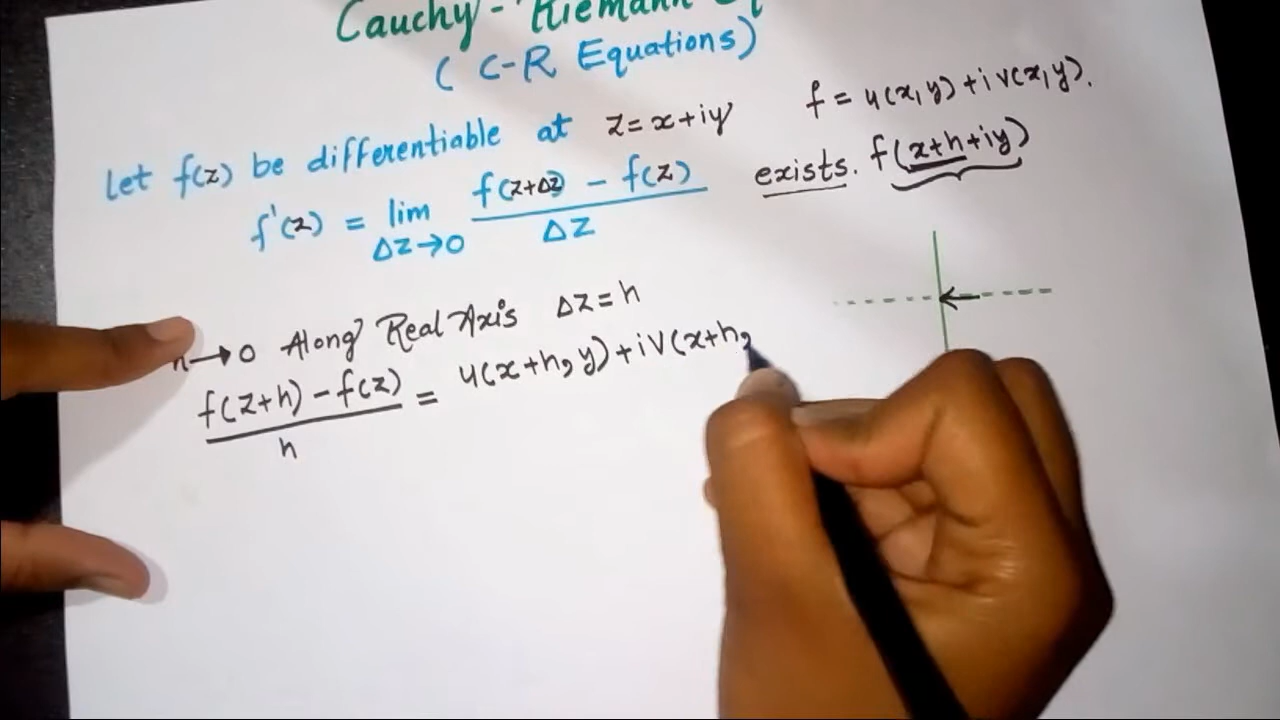 Cauchy - Riemann
( C-R Equations)
Let f(z) be differentiable at z=x+iy f = u(x,y)+iv(x,y).
f'(z) = lim Δz→0 f(z+Δz) - f(z) / Δz exists. f(x+h+iy)
h→0 Along Real Axis Δz=h
f(z+h) - f(z) / h = u(x+h, y)+iv(x+h,